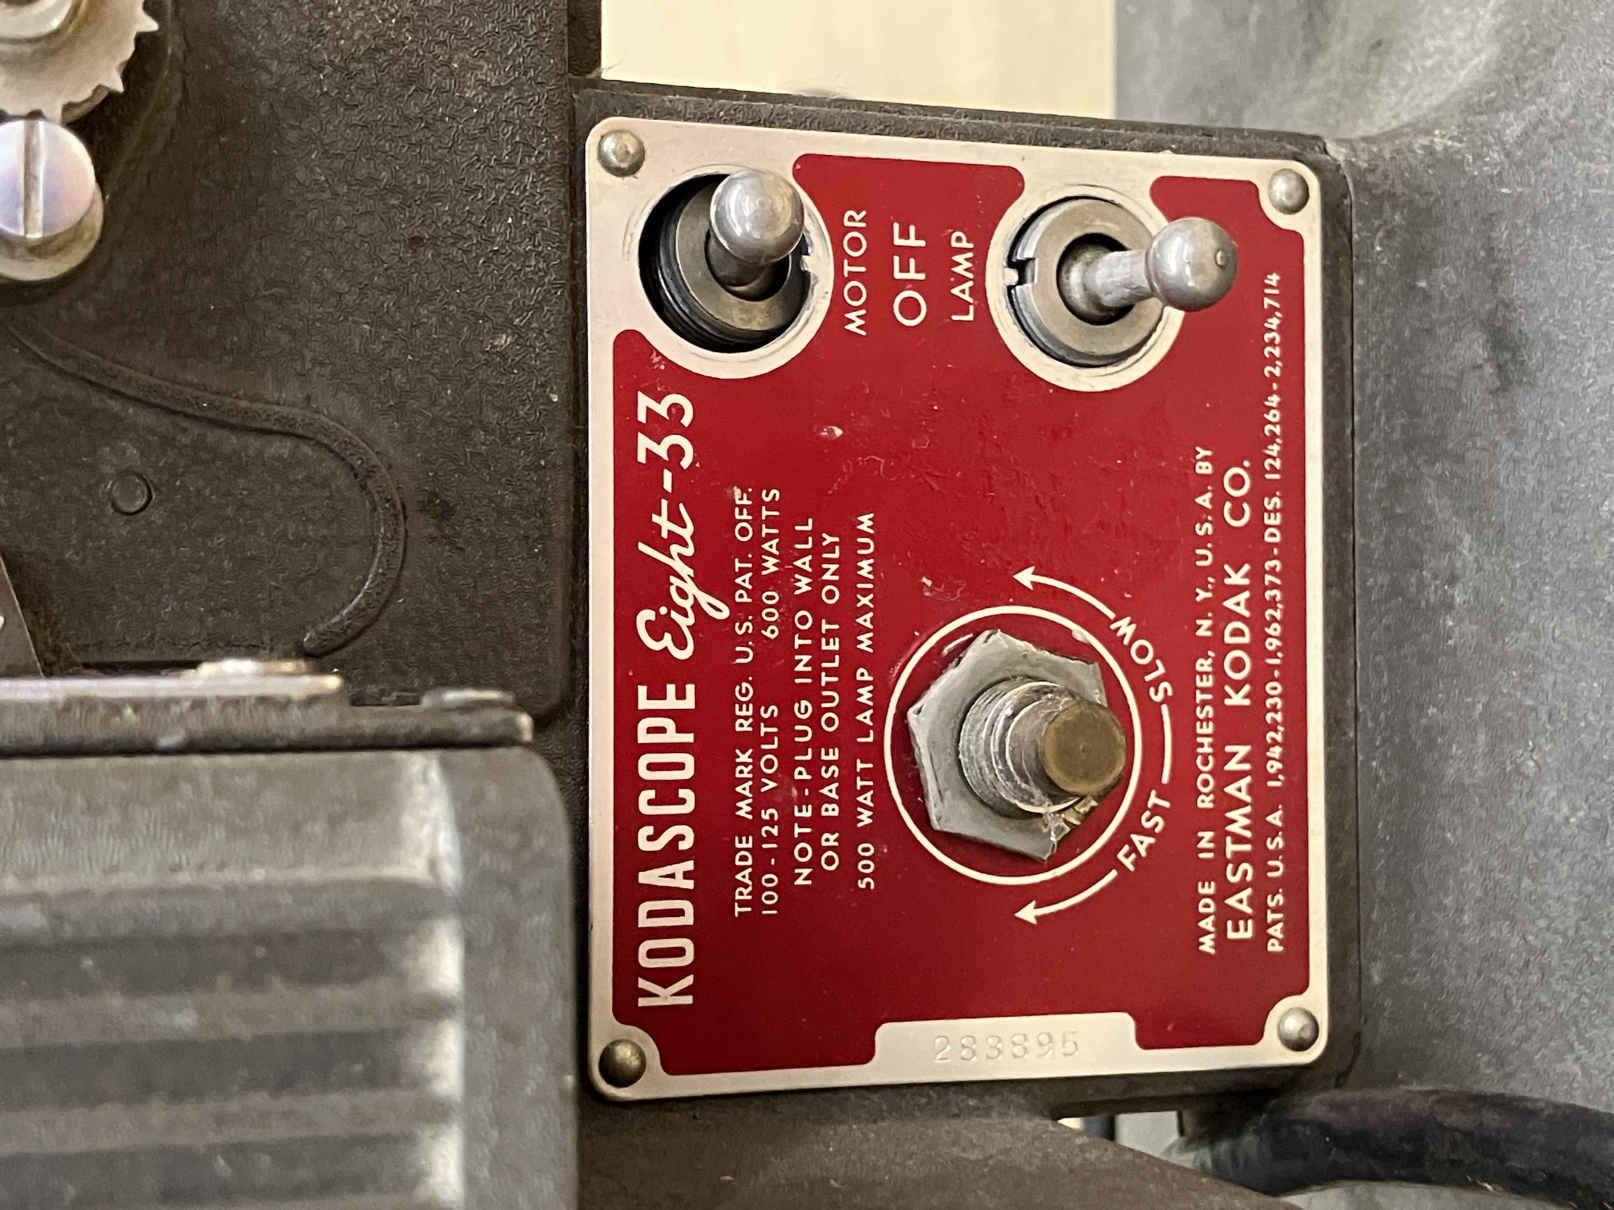 KODASCOPE Eight-33
TRADE MARK REG. U.S. PAT. OFF.
100-125 VOLTS 600 WATTS
NOTE-PLUG INTO WALL
OR BASE OUTLET ONLY
500 WATT LAMP MAXIMUM
MOTOR
OFF
LAMP
FAST
SLOW
MADE IN ROCHESTER, N.Y., U.S.A. BY
EASTMAN KODAK CO.
PATS. U.S.A. 1,942,230-1,962,373-DES. 124,264-2,234,714